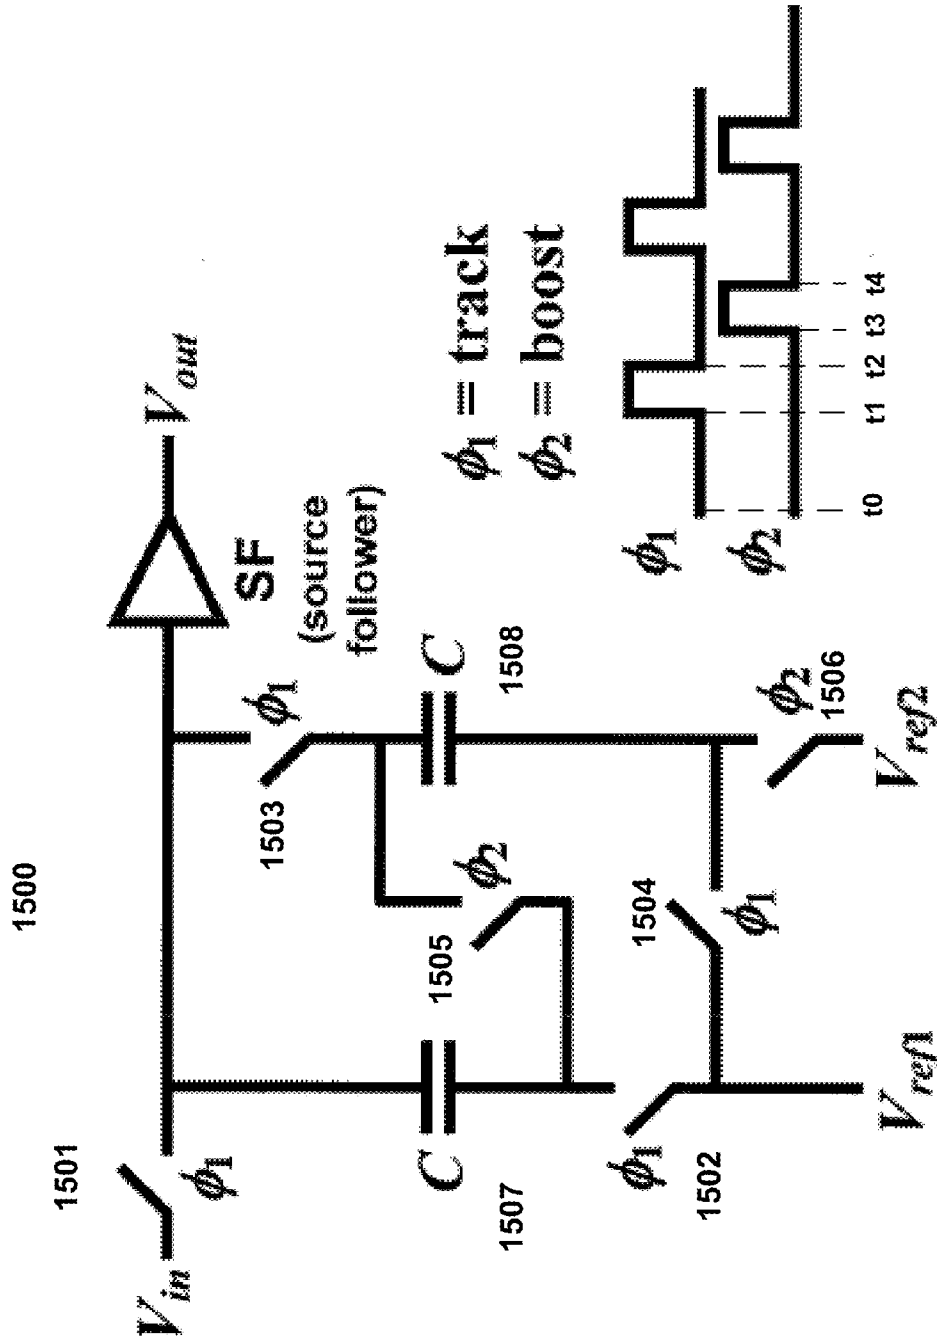 1500
1501
V_in
ϕ1
V_out
SF
(source
follower)
1503
ϕ1
C
1507
C
1508
1505
ϕ2
ϕ1
1502
1504
ϕ1
ϕ2
1506
V_ref1
V_ref2
ϕ1 = track
ϕ2 = boost
ϕ1
ϕ2
t0 t1 t2 t3 t4